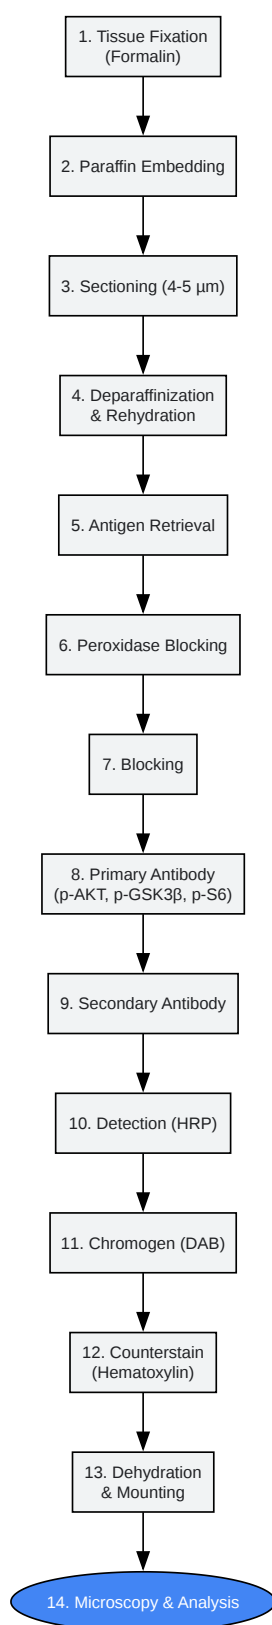 1. Tissue Fixation
(Formalin)
2. Paraffin Embedding
3. Sectioning (4-5 µm)
4. Deparaffinization
& Rehydration
5. Antigen Retrieval
6. Peroxidase Blocking
7. Blocking
8. Primary Antibody
(p-AKT, p-GSK3β, p-S6)
9. Secondary Antibody
10. Detection (HRP)
11. Chromogen (DAB)
12. Counterstain
(Hematoxylin)
13. Dehydration
& Mounting
14. Microscopy & Analysis